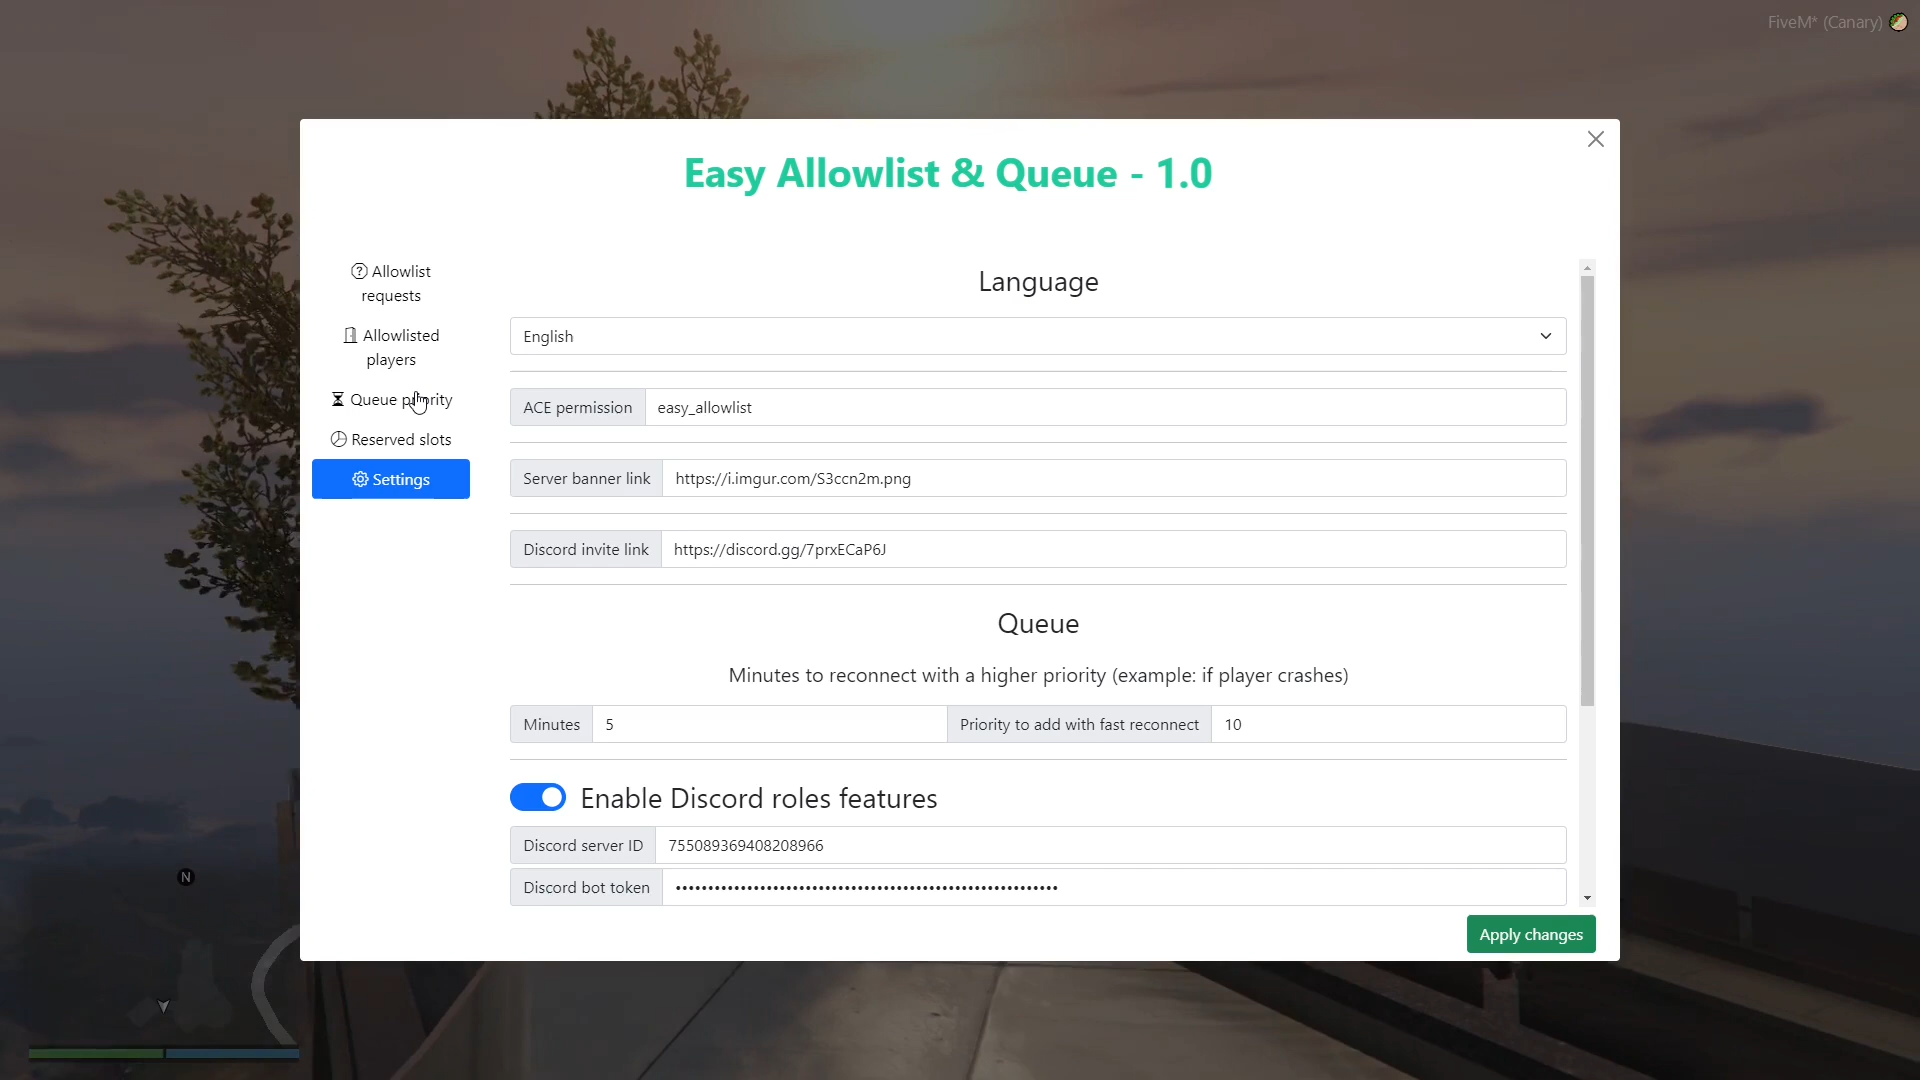 FiveM* (Canary)
Easy Allowlist & Queue - 1.0
Allowlist
requests
Allowlisted
players
Queue priority
Reserved slots
Settings
Language
English
ACE permission easy_allowlist
Server banner link https://i.imgur.com/S3ccn2m.png
Discord invite link https://discord.gg/7prxECaP6J
Queue
Minutes to reconnect with a higher priority (example: if player crashes)
Minutes 5 Priority to add with fast reconnect 10
Enable Discord roles features
Discord server ID 755089369408208966
Discord bot token
Apply changes
N